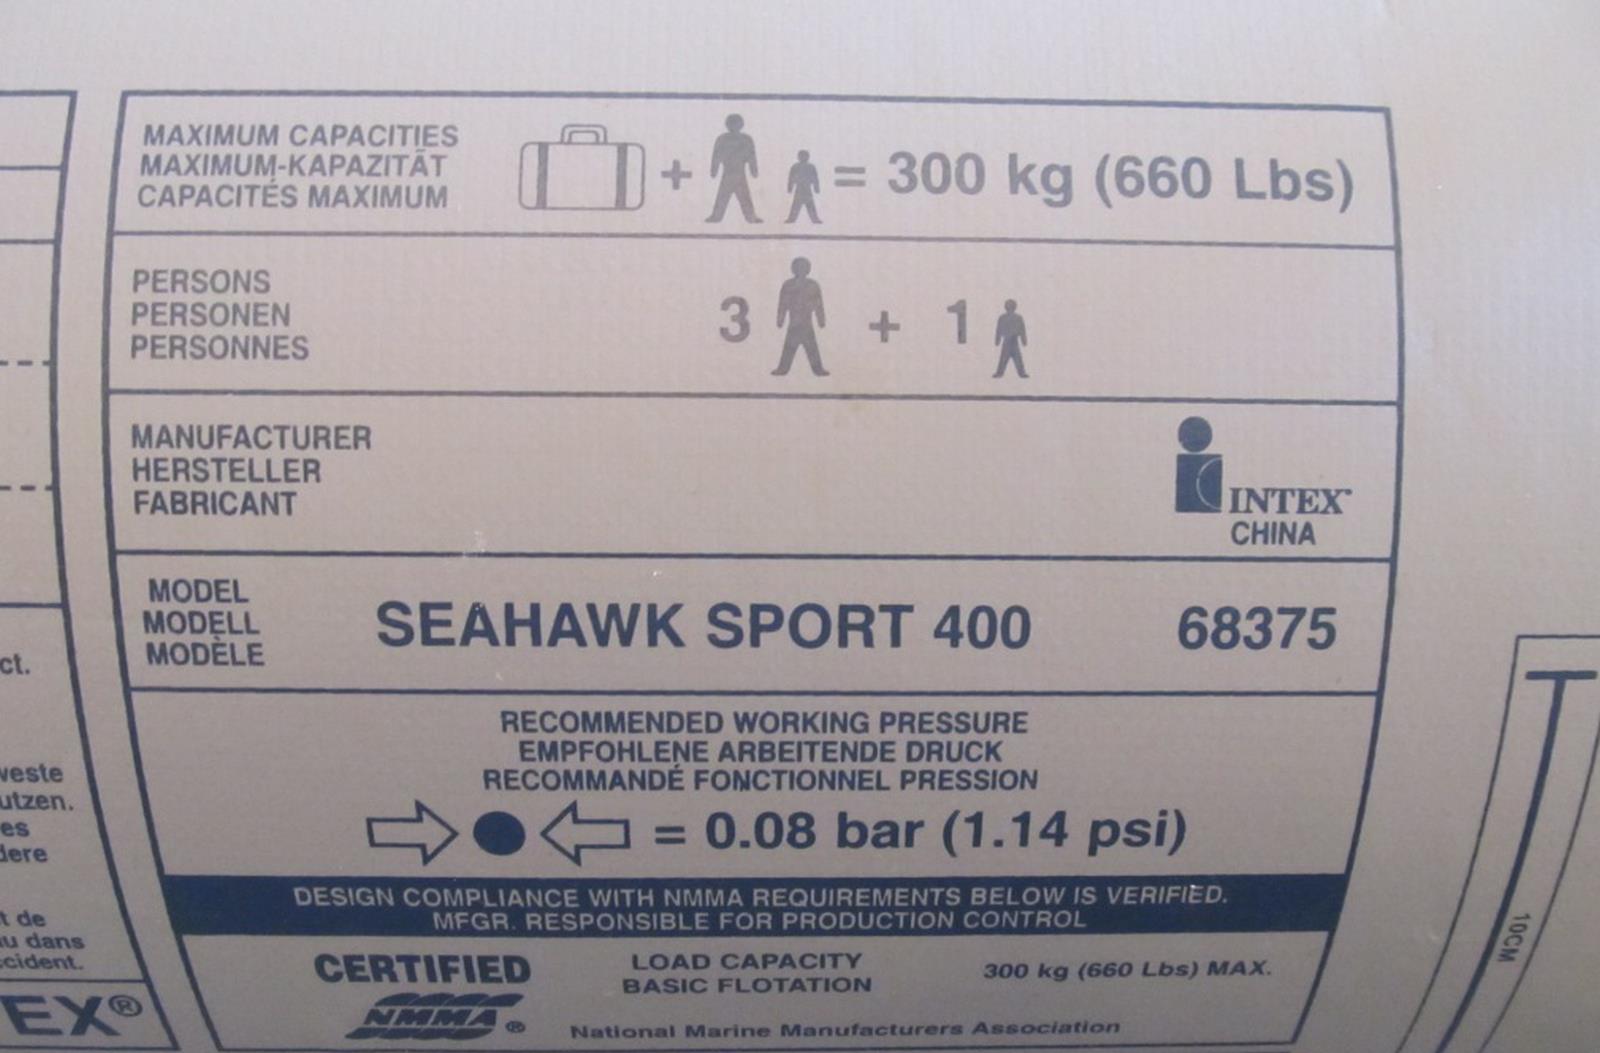 MAXIMUM CAPACITIES
MAXIMUM-KAPAZITÄT
CAPACITÉS MAXIMUM
+ = 300 kg (660 Lbs)
PERSONS
PERSONEN
PERSONNES
3 + 1
MANUFACTURER
HERSTELLER
FABRICANT
INTEX
CHINA
MODEL
MODELL
MODÈLE
SEAHAWK SPORT 400 68375
RECOMMENDED WORKING PRESSURE
EMPFOHLENE ARBEITENDE DRUCK
RECOMMANDÉ FONCTIONNEL PRESSION
= 0.08 bar (1.14 psi)
DESIGN COMPLIANCE WITH NMMA REQUIREMENTS BELOW IS VERIFIED.
MFGR. RESPONSIBLE FOR PRODUCTION CONTROL
CERTIFIED
NMMA®
LOAD CAPACITY
BASIC FLOTATION
300 kg (660 Lbs) MAX.
National Marine Manufacturers Association
ct.
weste
utzen.
es
dere
t de
au dans
ccident.
EX®
10CM